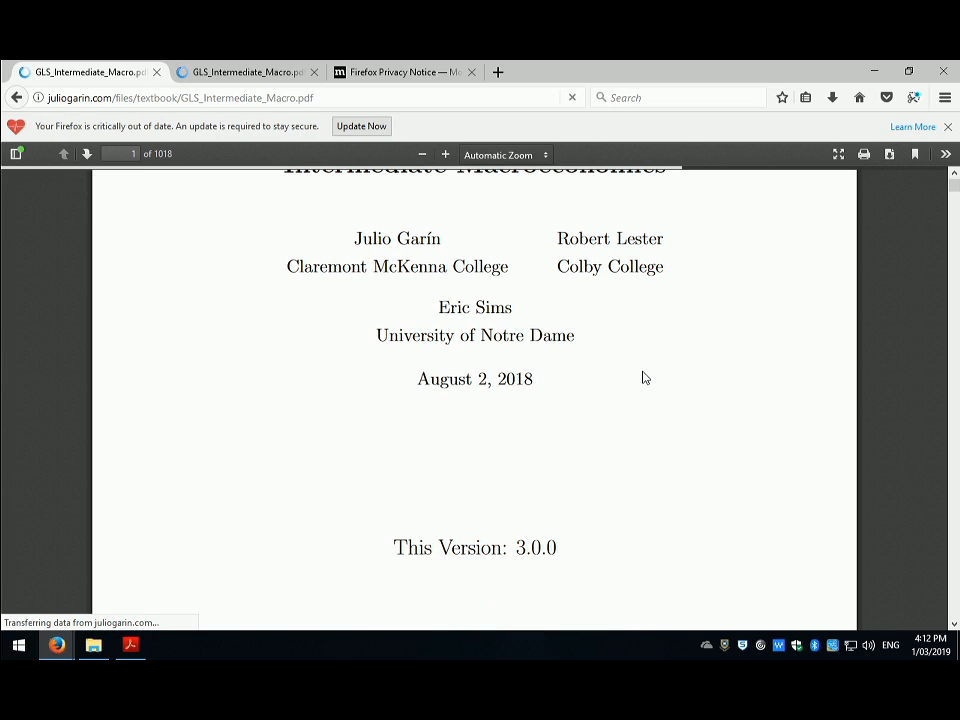 GLS_Intermediate_Macro.pd
GLS_Intermediate_Macro.pd
Firefox Privacy Notice — Mo
juliogarin.com/files/textbook/GLS_Intermediate_Macro.pdf
Search
Your Firefox is critically out of date. An update is required to stay secure.
Update Now
Learn More
1 of 1018
Automatic Zoom
Intermediate Macroeconomics
Julio Garín
Robert Lester
Claremont McKenna College
Colby College
Eric Sims
University of Notre Dame
August 2, 2018
This Version: 3.0.0
Transferring data from juliogarin.com...
ENG
4:12 PM
1/03/2019